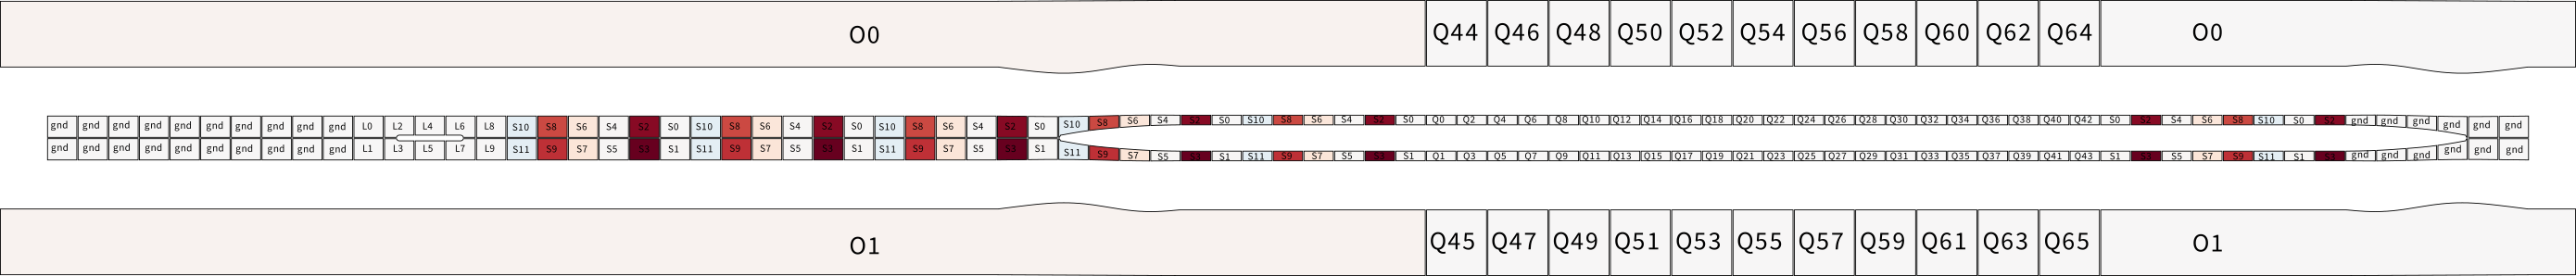 O0 Q44 Q46 Q48 Q50 Q52 Q54 Q56 Q58 Q60 Q62 Q64 O0
gnd gnd gnd gnd gnd gnd gnd gnd gnd gnd L0 L2 L4 L6 L8 S10 S8 S6 S4 S2 S0 S10 S8 S6 S4 S2 S0 S10 S8 S6 S4 S2 S0 S10 S8 S6 S4 S2 S0 S10 S8 S6 S4 S2 S0 Q0 Q2 Q4 Q6 Q8 Q10 Q12 Q14 Q16 Q18 Q20 Q22 Q24 Q26 Q28 Q30 Q32 Q34 Q36 Q38 Q40 Q42 S0 S2 S4 S6 S8 S10 S0 S2 gnd gnd gnd gnd gnd gnd
gnd gnd gnd gnd gnd gnd gnd gnd gnd gnd L1 L3 L5 L7 L9 S11 S9 S7 S5 S3 S1 S11 S9 S7 S5 S3 S1 S11 S9 S7 S5 S3 S1 S11 S9 S7 S5 S3 S1 S11 S9 S7 S5 S3 S1 Q1 Q3 Q5 Q7 Q9 Q11 Q13 Q15 Q17 Q19 Q21 Q23 Q25 Q27 Q29 Q31 Q33 Q35 Q37 Q39 Q41 Q43 S1 S3 S5 S7 S9 S11 S1 S3 gnd gnd gnd gnd gnd gnd
O1 Q45 Q47 Q49 Q51 Q53 Q55 Q57 Q59 Q61 Q63 Q65 O1